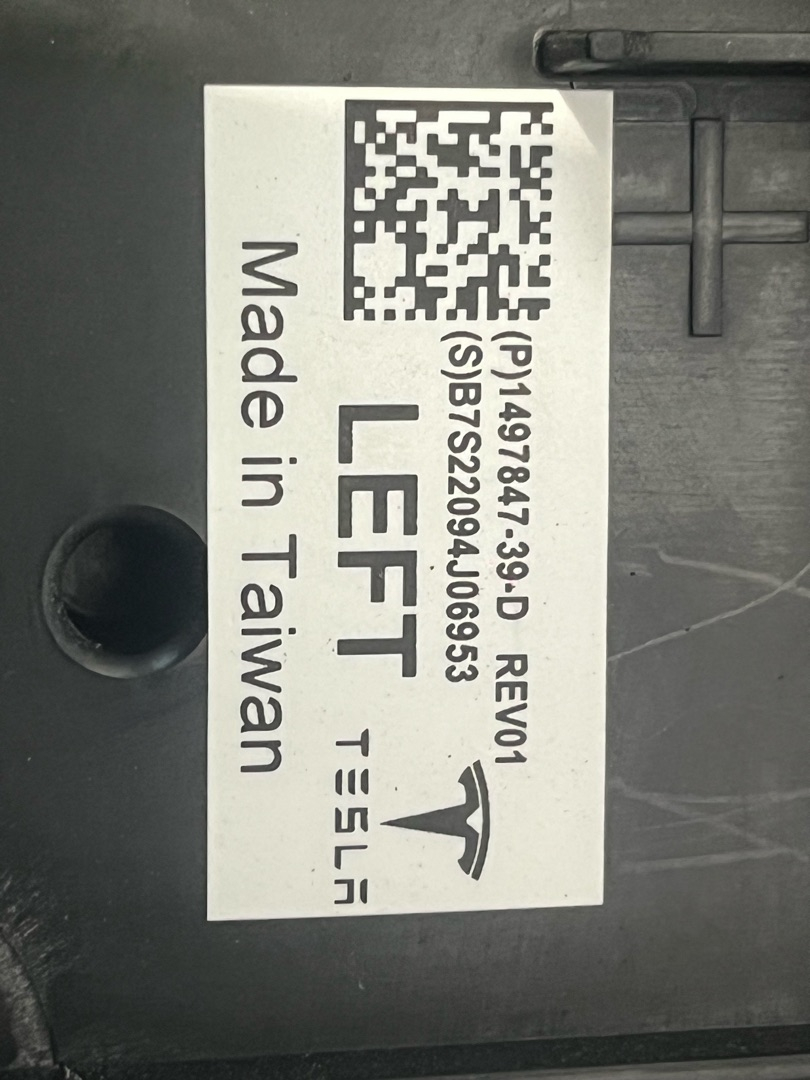 (P)1497847-39-D REV01
(S)B7S22094J06953
LEFT
TESLA
Made in Taiwan